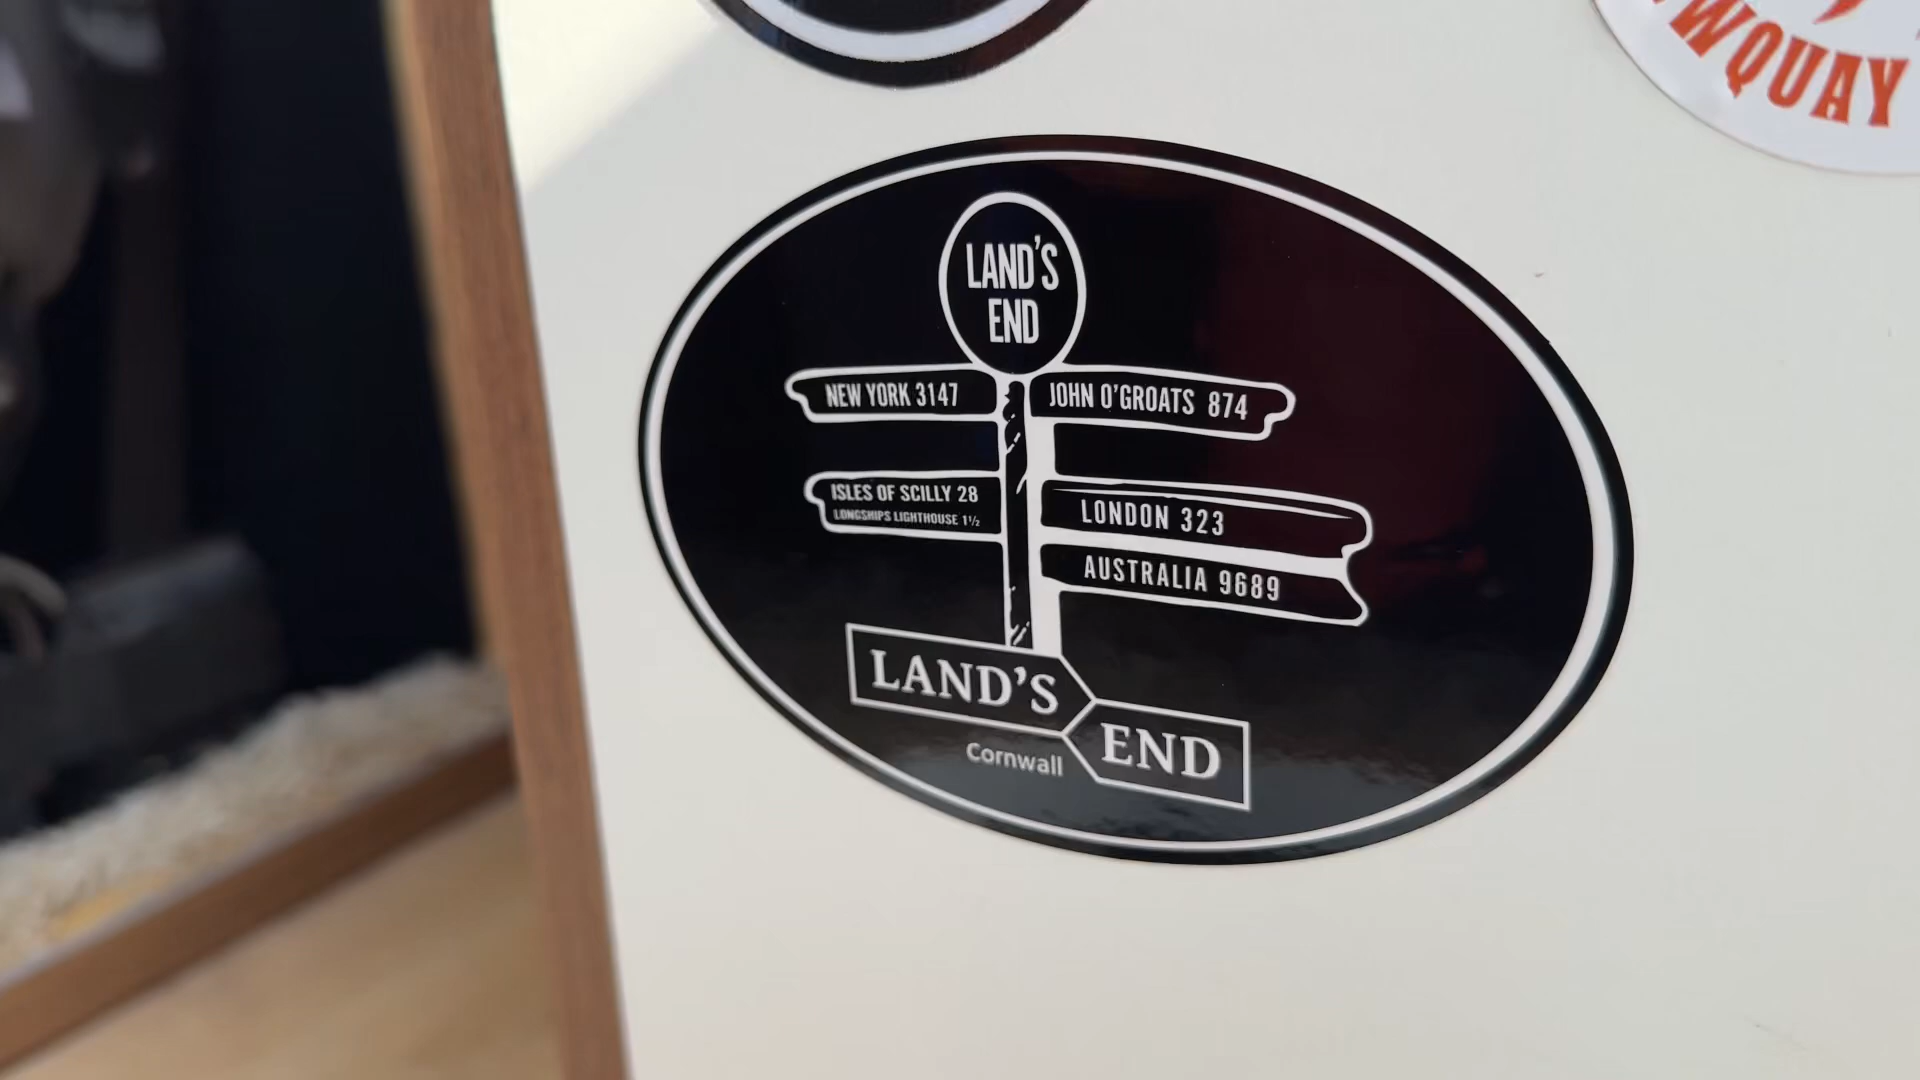 WQUAY
LAND'S
END
NEW YORK 3147
JOHN O'GROATS 874
ISLES OF SCILLY 28
LONGSHIPS LIGHTHOUSE 1½
LONDON 323
AUSTRALIA 9689
LAND'S
END
Cornwall